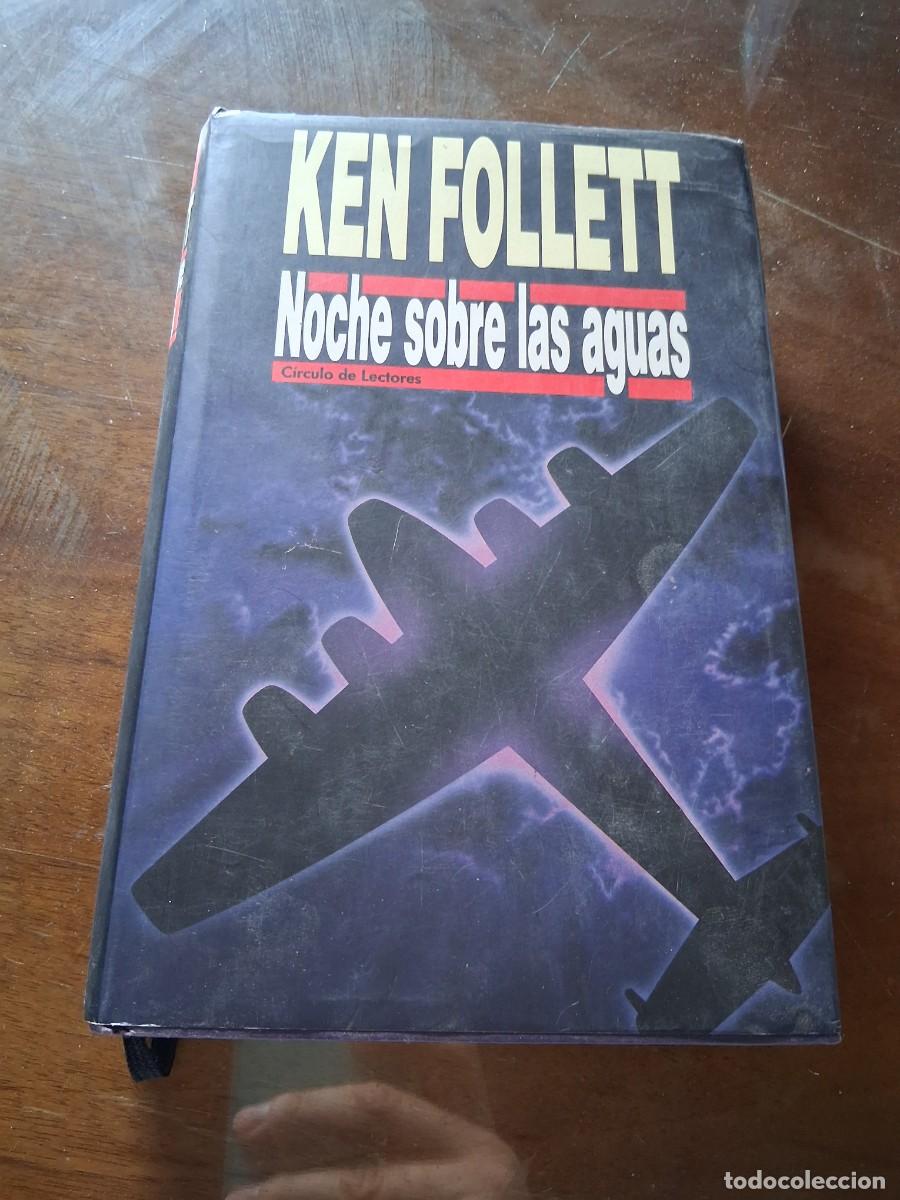 KEN FOLLETT
Noche sobre las aguas
Círculo de Lectores
todocoleccion